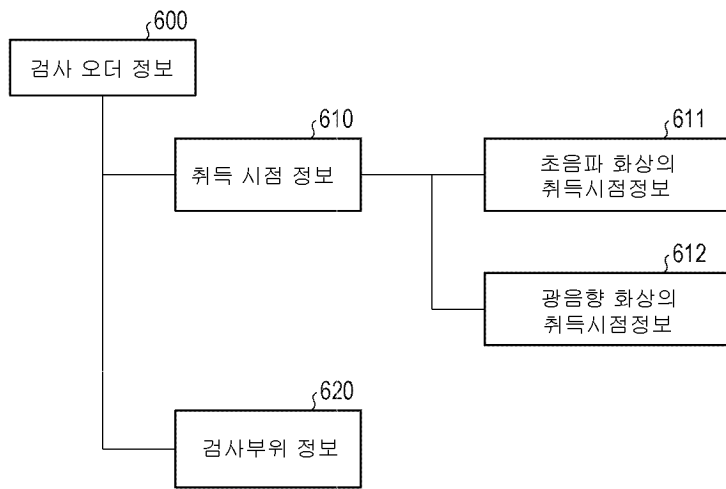 600
검사 오더 정보
610
취득 시점 정보
611
초음파 화상의
취득시점정보
612
광음향 화상의
취득시점정보
620
검사부위 정보